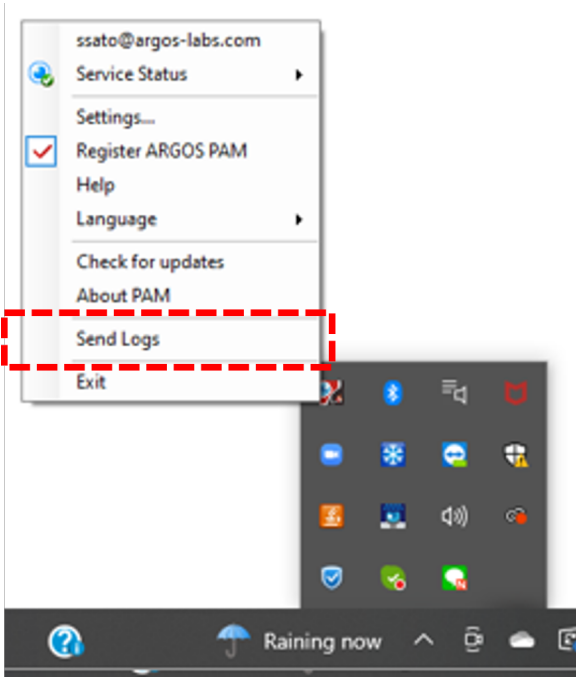 ssato@argos-labs.com
Service Status
Settings...
Register ARGOS PAM
Help
Language
Check for updates
About PAM
Send Logs
Exit
Raining now